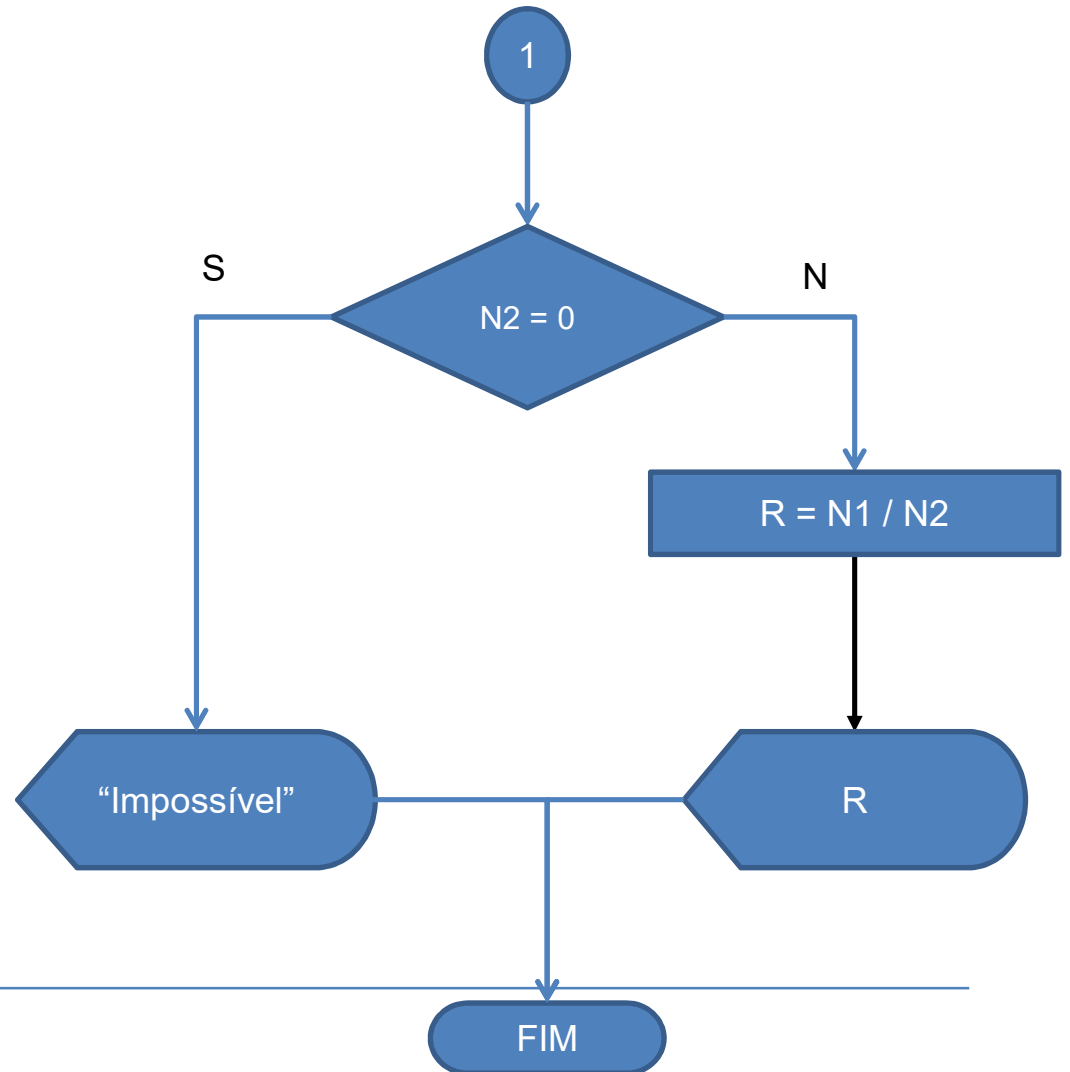 1
S
N
N2 = 0
R = N1 / N2
“Impossível”
R
FIM